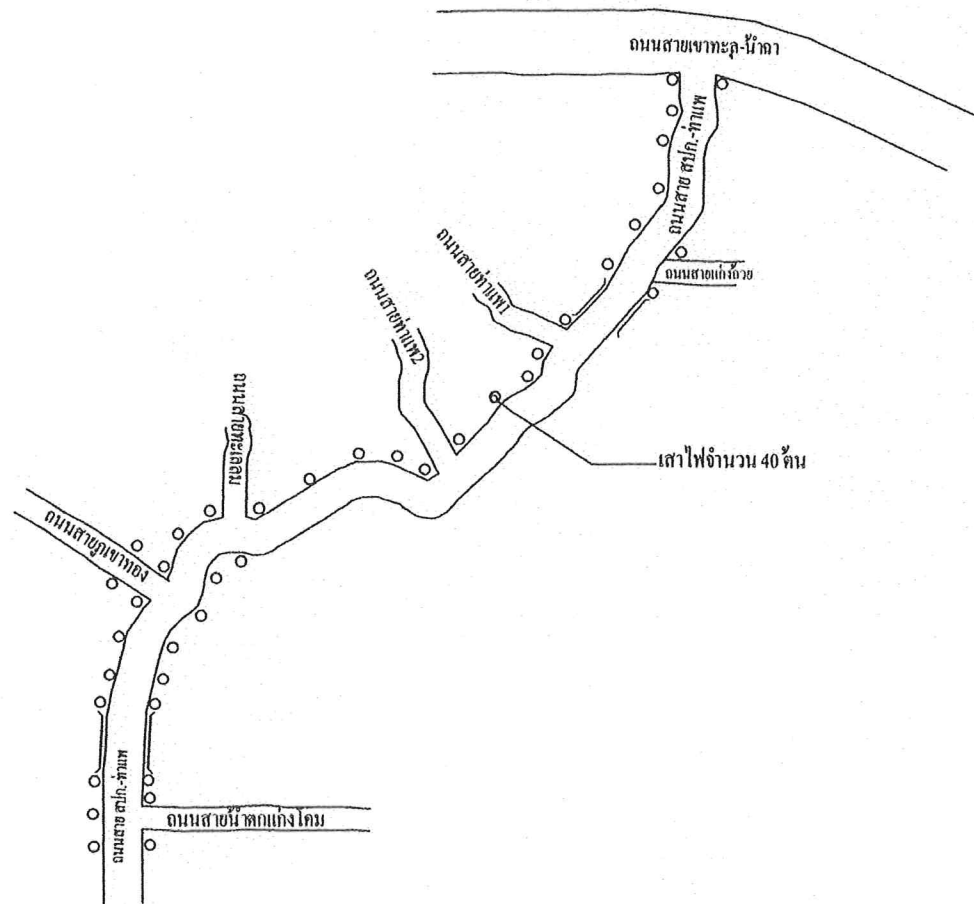 ถนนสายเขาทะลุ-น้ำถา
ถนนสาย สปก.-ท่าแพ
ถนนสายแก่งถ้วย
ถนนสายท่าแพ1
ถนนสายท่าแพ2
เสาไฟจำนวน 40 ต้น
ถนนสายภูเขาทอง
ถนนสาย สปก.-ท่าแพ
ถนนสายน้ำตกแก่งโคม